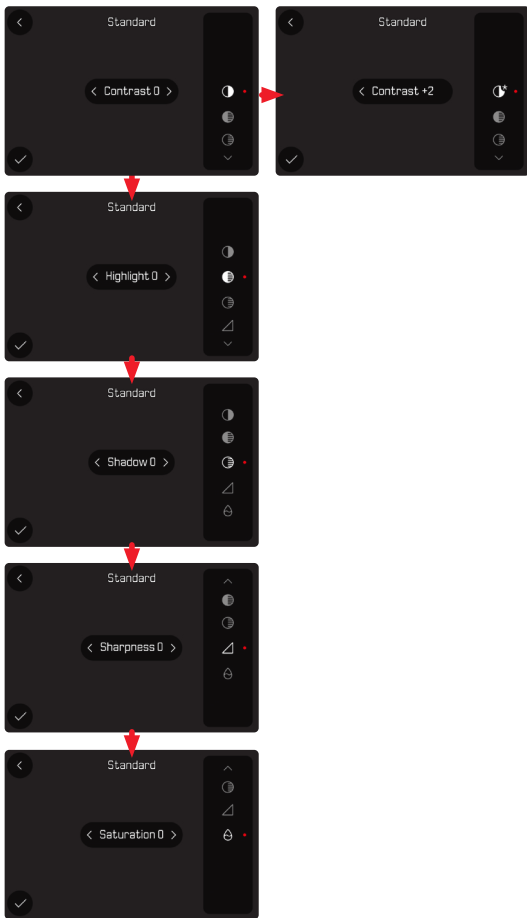 Standard
Contrast 0
Standard
Contrast +2
Standard
Highlight 0
Standard
Shadow 0
Standard
Sharpness 0
Standard
Saturation 0